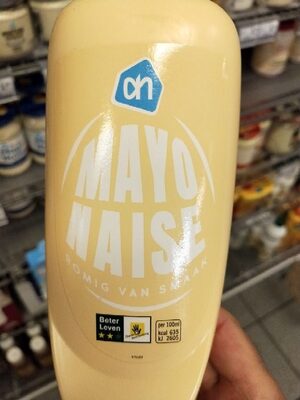 ah
MAYO
NAISE
ROMIG VAN SMAAK
Beter
Leven
per 100ml
kcal 635
kJ 2605